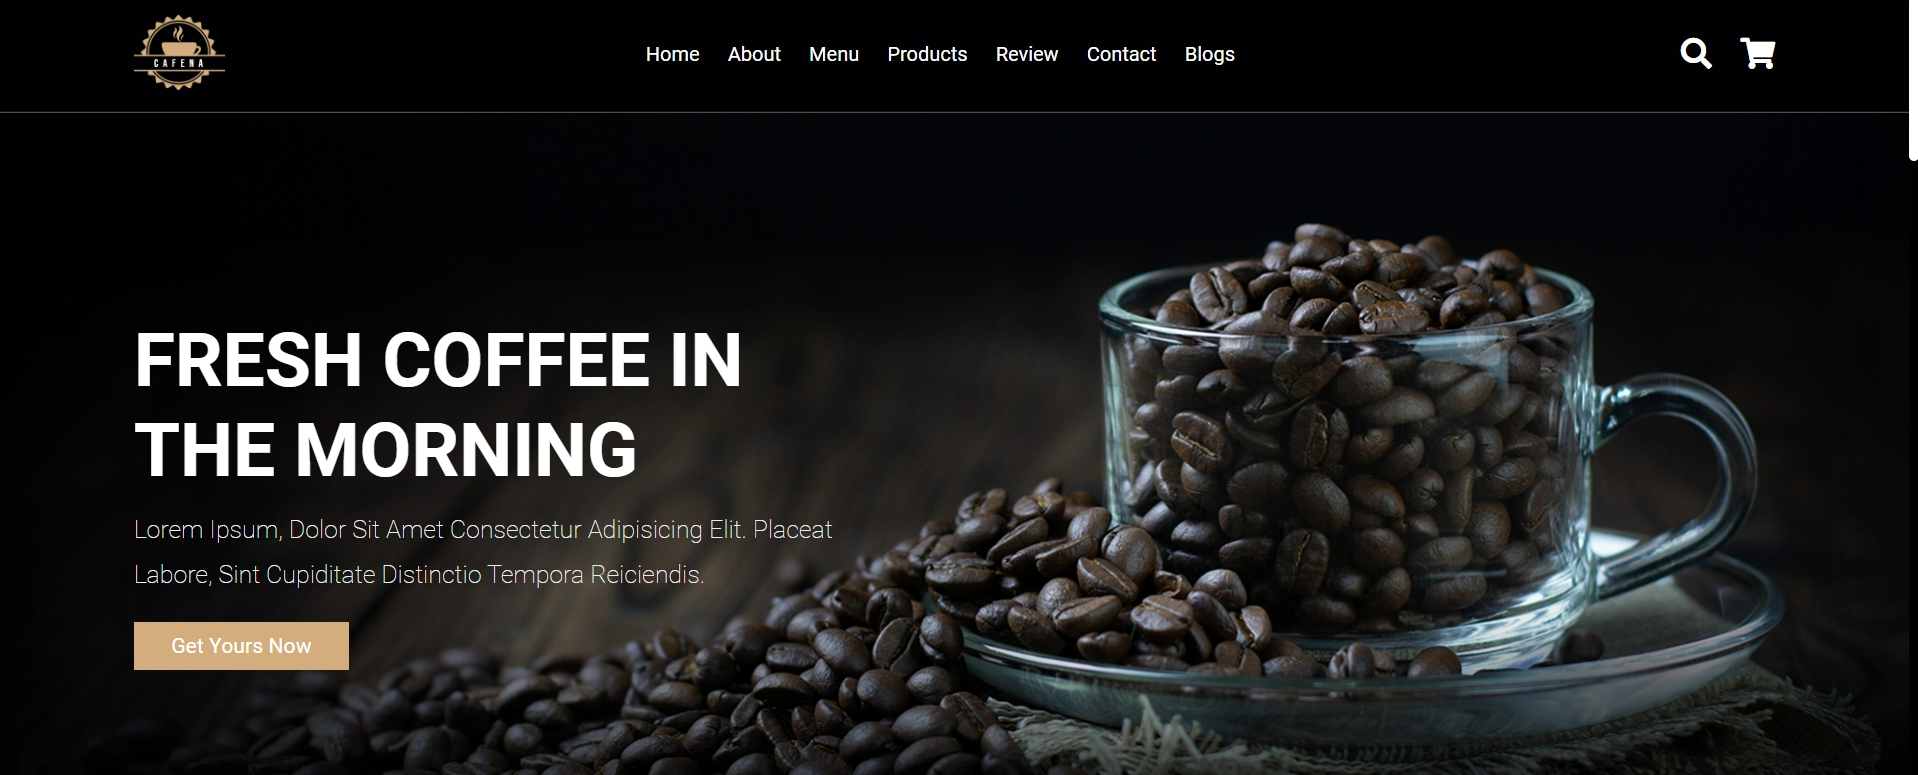 CAFENA
Home About Menu Products Review Contact Blogs
FRESH COFFEE IN
THE MORNING
Lorem Ipsum, Dolor Sit Amet Consectetur Adipisicing Elit. Placeat
Labore, Sint Cupiditate Distinctio Tempora Reiciendis.
Get Yours Now